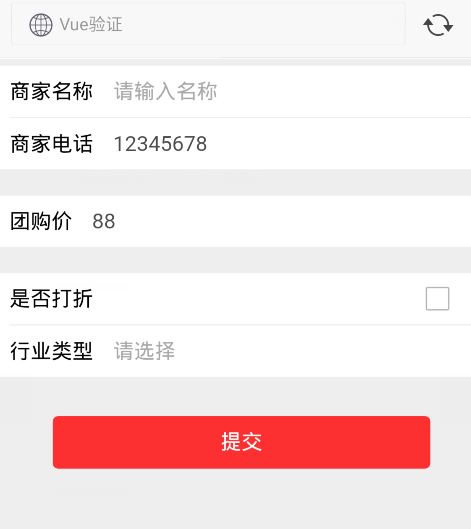 Vue验证
商家名称 请输入名称
商家电话 12345678
团购价 88
是否打折
行业类型 请选择
提交